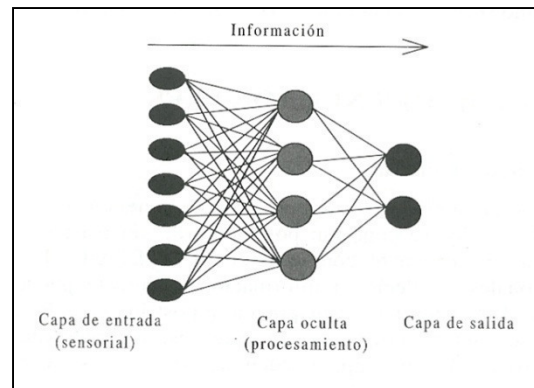 Información
Capa de entrada
(sensorial)
Capa oculta
(procesamiento)
Capa de salida